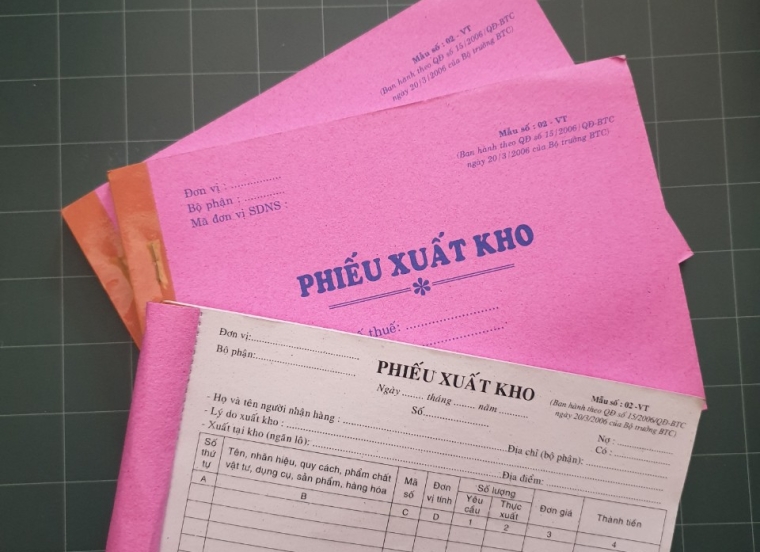 Mẫu số : 02 - VT
(Ban hành theo QĐ số 15/2006/QĐ-BTC
ngày 20/3/2006 của Bộ trưởng BTC)
Mẫu số : 02 - VT
(Ban hành theo QĐ số 15/2006/QĐ-BTC
ngày 20/3/2006 của Bộ trưởng BTC)
Đơn vị : ................
Bộ phận : ............
Mã đơn vị SDNS :
PHIẾU XUẤT KHO
thuế: ........................
Đơn vị:.................................
Bộ phận:..............................
PHIẾU XUẤT KHO
Ngày ....... tháng ....... năm .........
Số.....................
Mẫu số: 02 -VT
(Ban hành theo QĐ số 15/2006/QĐ-BTC
ngày 20/3/2006 của Bộ trưởng BTC)
Nợ : ..................
Có : ..................
- Họ và tên người nhân hàng : ........................ Địa chỉ (bộ phận): ................
- Lý do xuất kho : ................................................
- Xuất tai kho (ngăn lô): ........................ Địa điểm: ........................
Số thứ tự
Tên, nhãn hiệu, quy cách, phẩm chất vật tư, dụng cụ, sản phẩm, hàng hóa
Mã số
Đơn vị tính
Số lượng
Yêu cầu
Thực xuất
Đơn giá
Thành tiền
A B C D 1 2 3 4